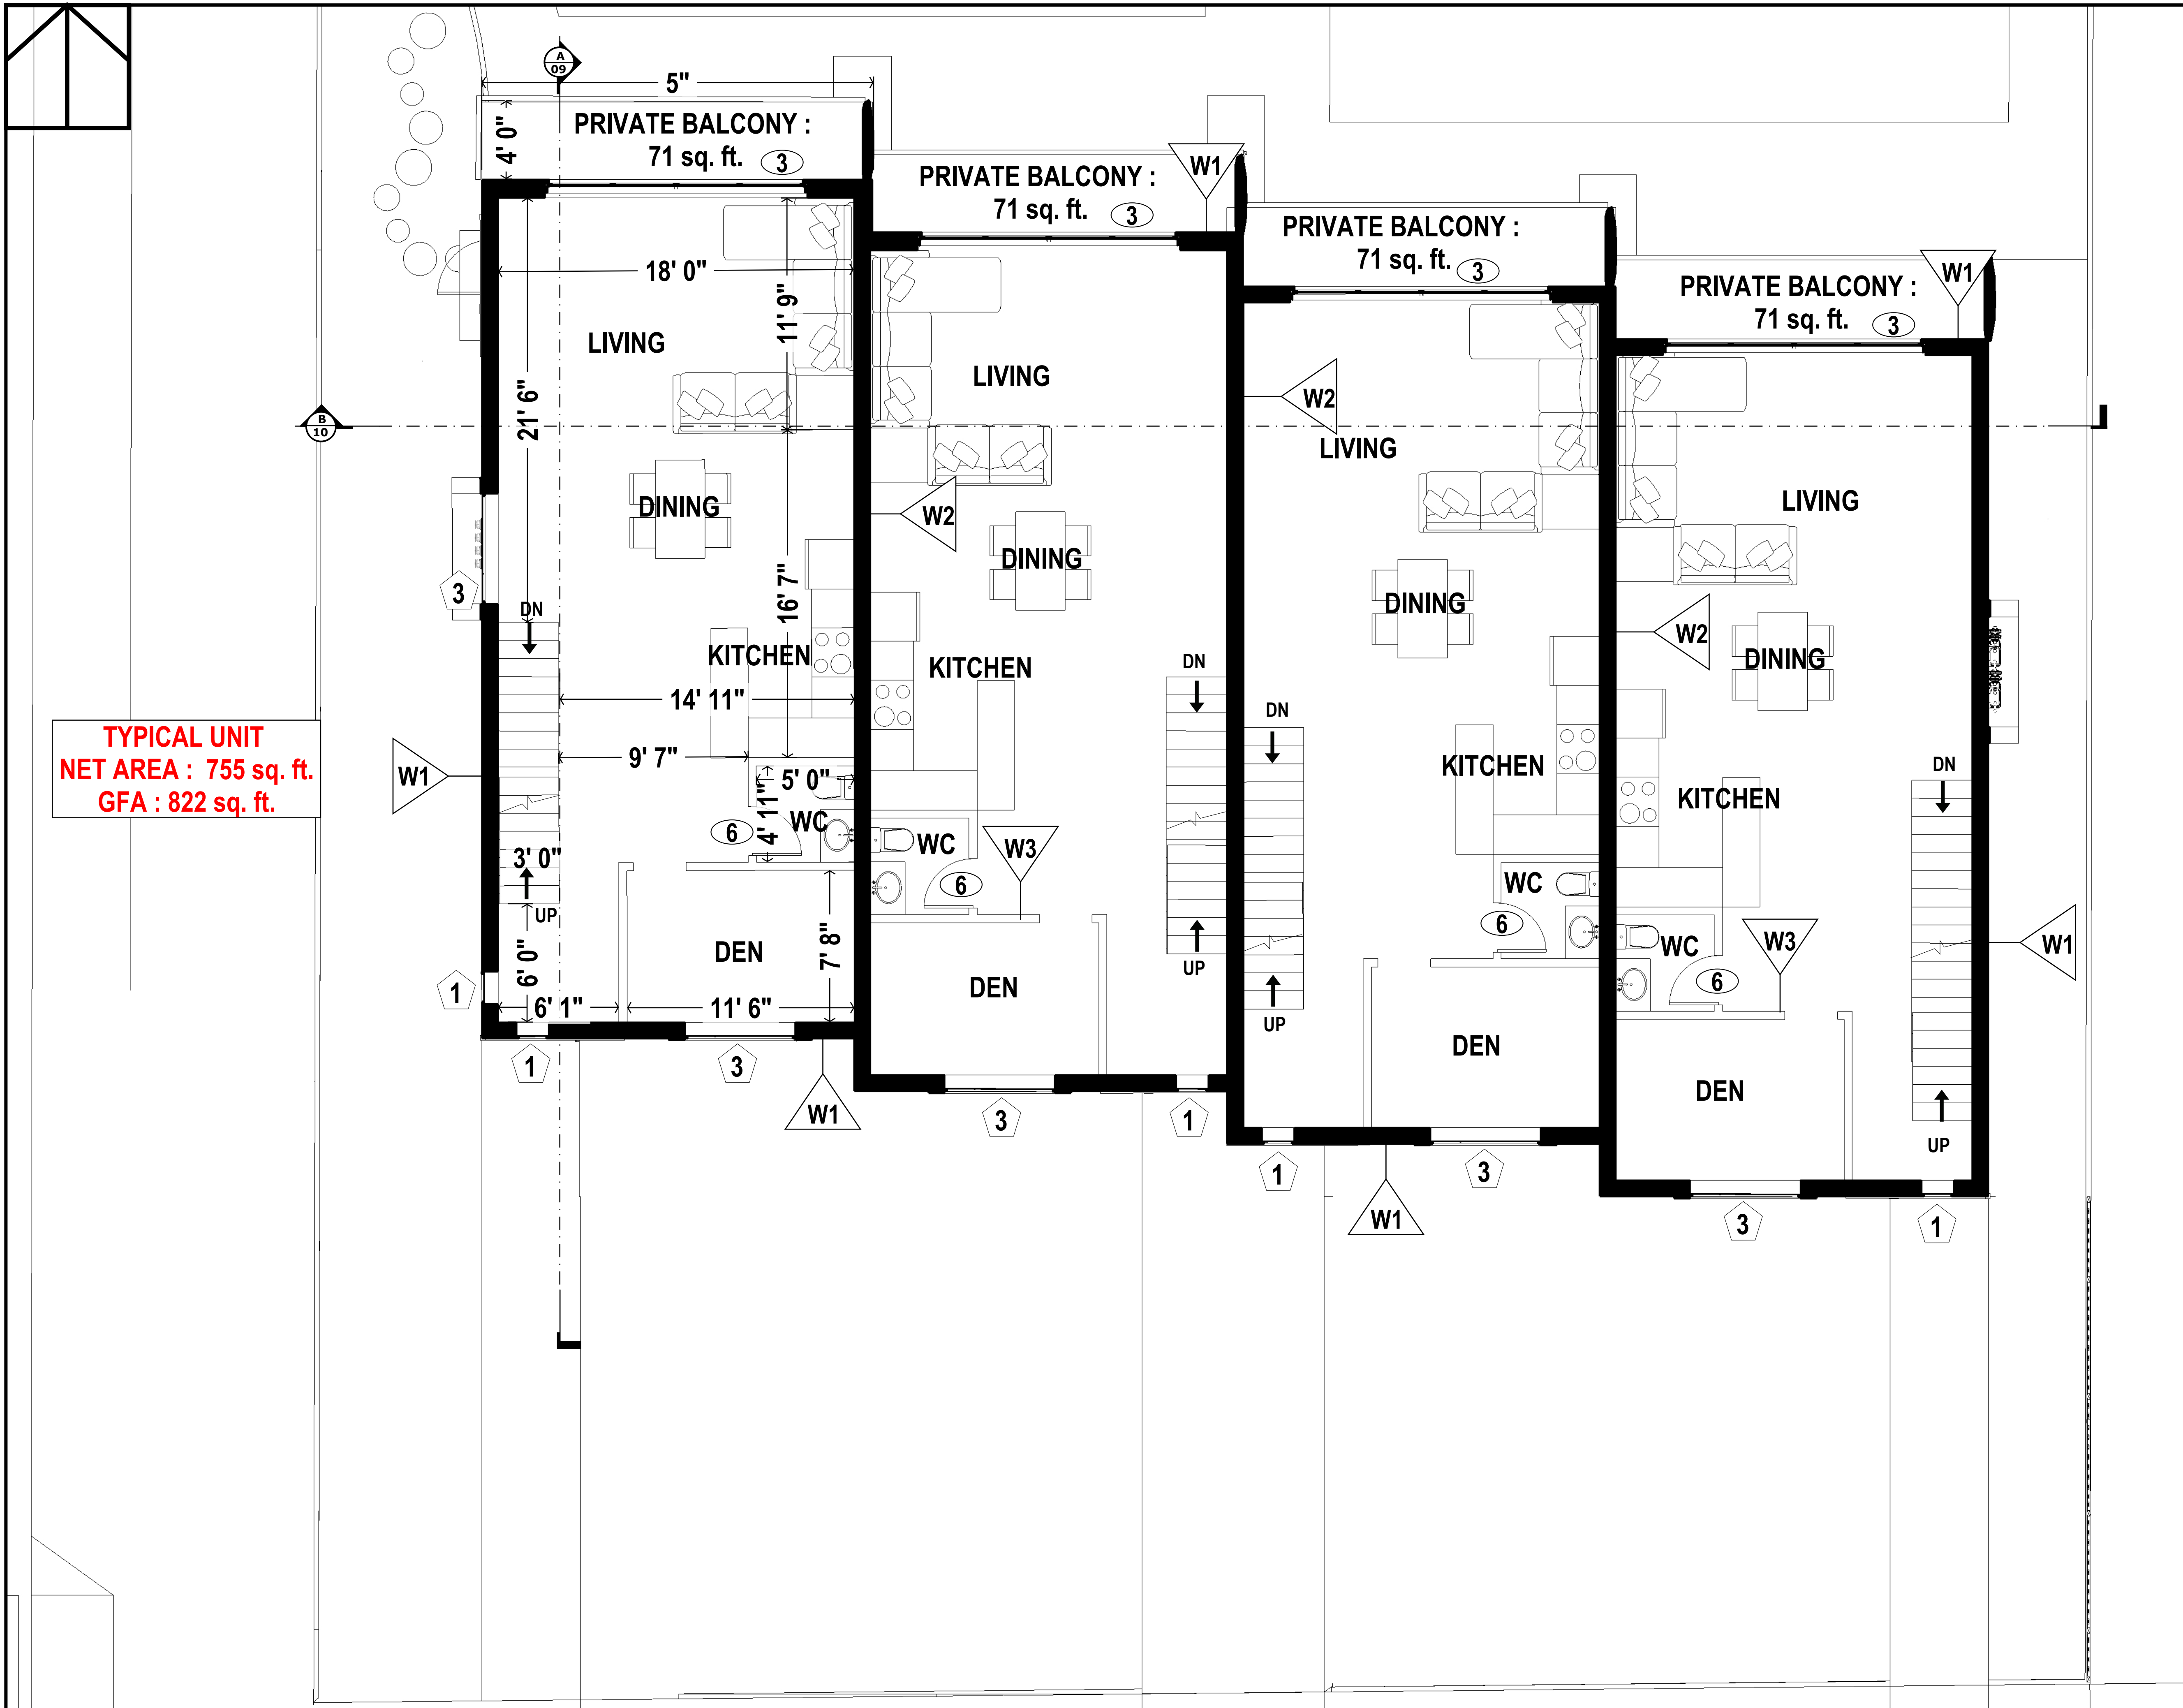 A
09
5"
4' 0"
PRIVATE BALCONY :
71 sq. ft. 3
PRIVATE BALCONY :
71 sq. ft. 3
W1
PRIVATE BALCONY :
71 sq. ft. 3
PRIVATE BALCONY :
71 sq. ft. 3
W1
18' 0"
11' 9"
21' 6"
LIVING
LIVING
W2
LIVING
LIVING
B
10
DINING
W2
DINING
DINING
W2
DINING
3
DN
16' 7"
KITCHEN
KITCHEN
DN
DN
KITCHEN
KITCHEN
DN
14' 11"
9' 7"
TYPICAL UNIT
NET AREA : 755 sq. ft.
GFA : 822 sq. ft.
W1
5' 0"
4' 11"
WC
6
WC
6
W3
WC
6
WC
6
W3
W1
3' 0"
UP
6' 0"
DEN
7' 8"
DEN
UP
UP
DEN
DEN
UP
1
6' 1"
11' 6"
1
3
W1
3
1
1
3
W1
3
1